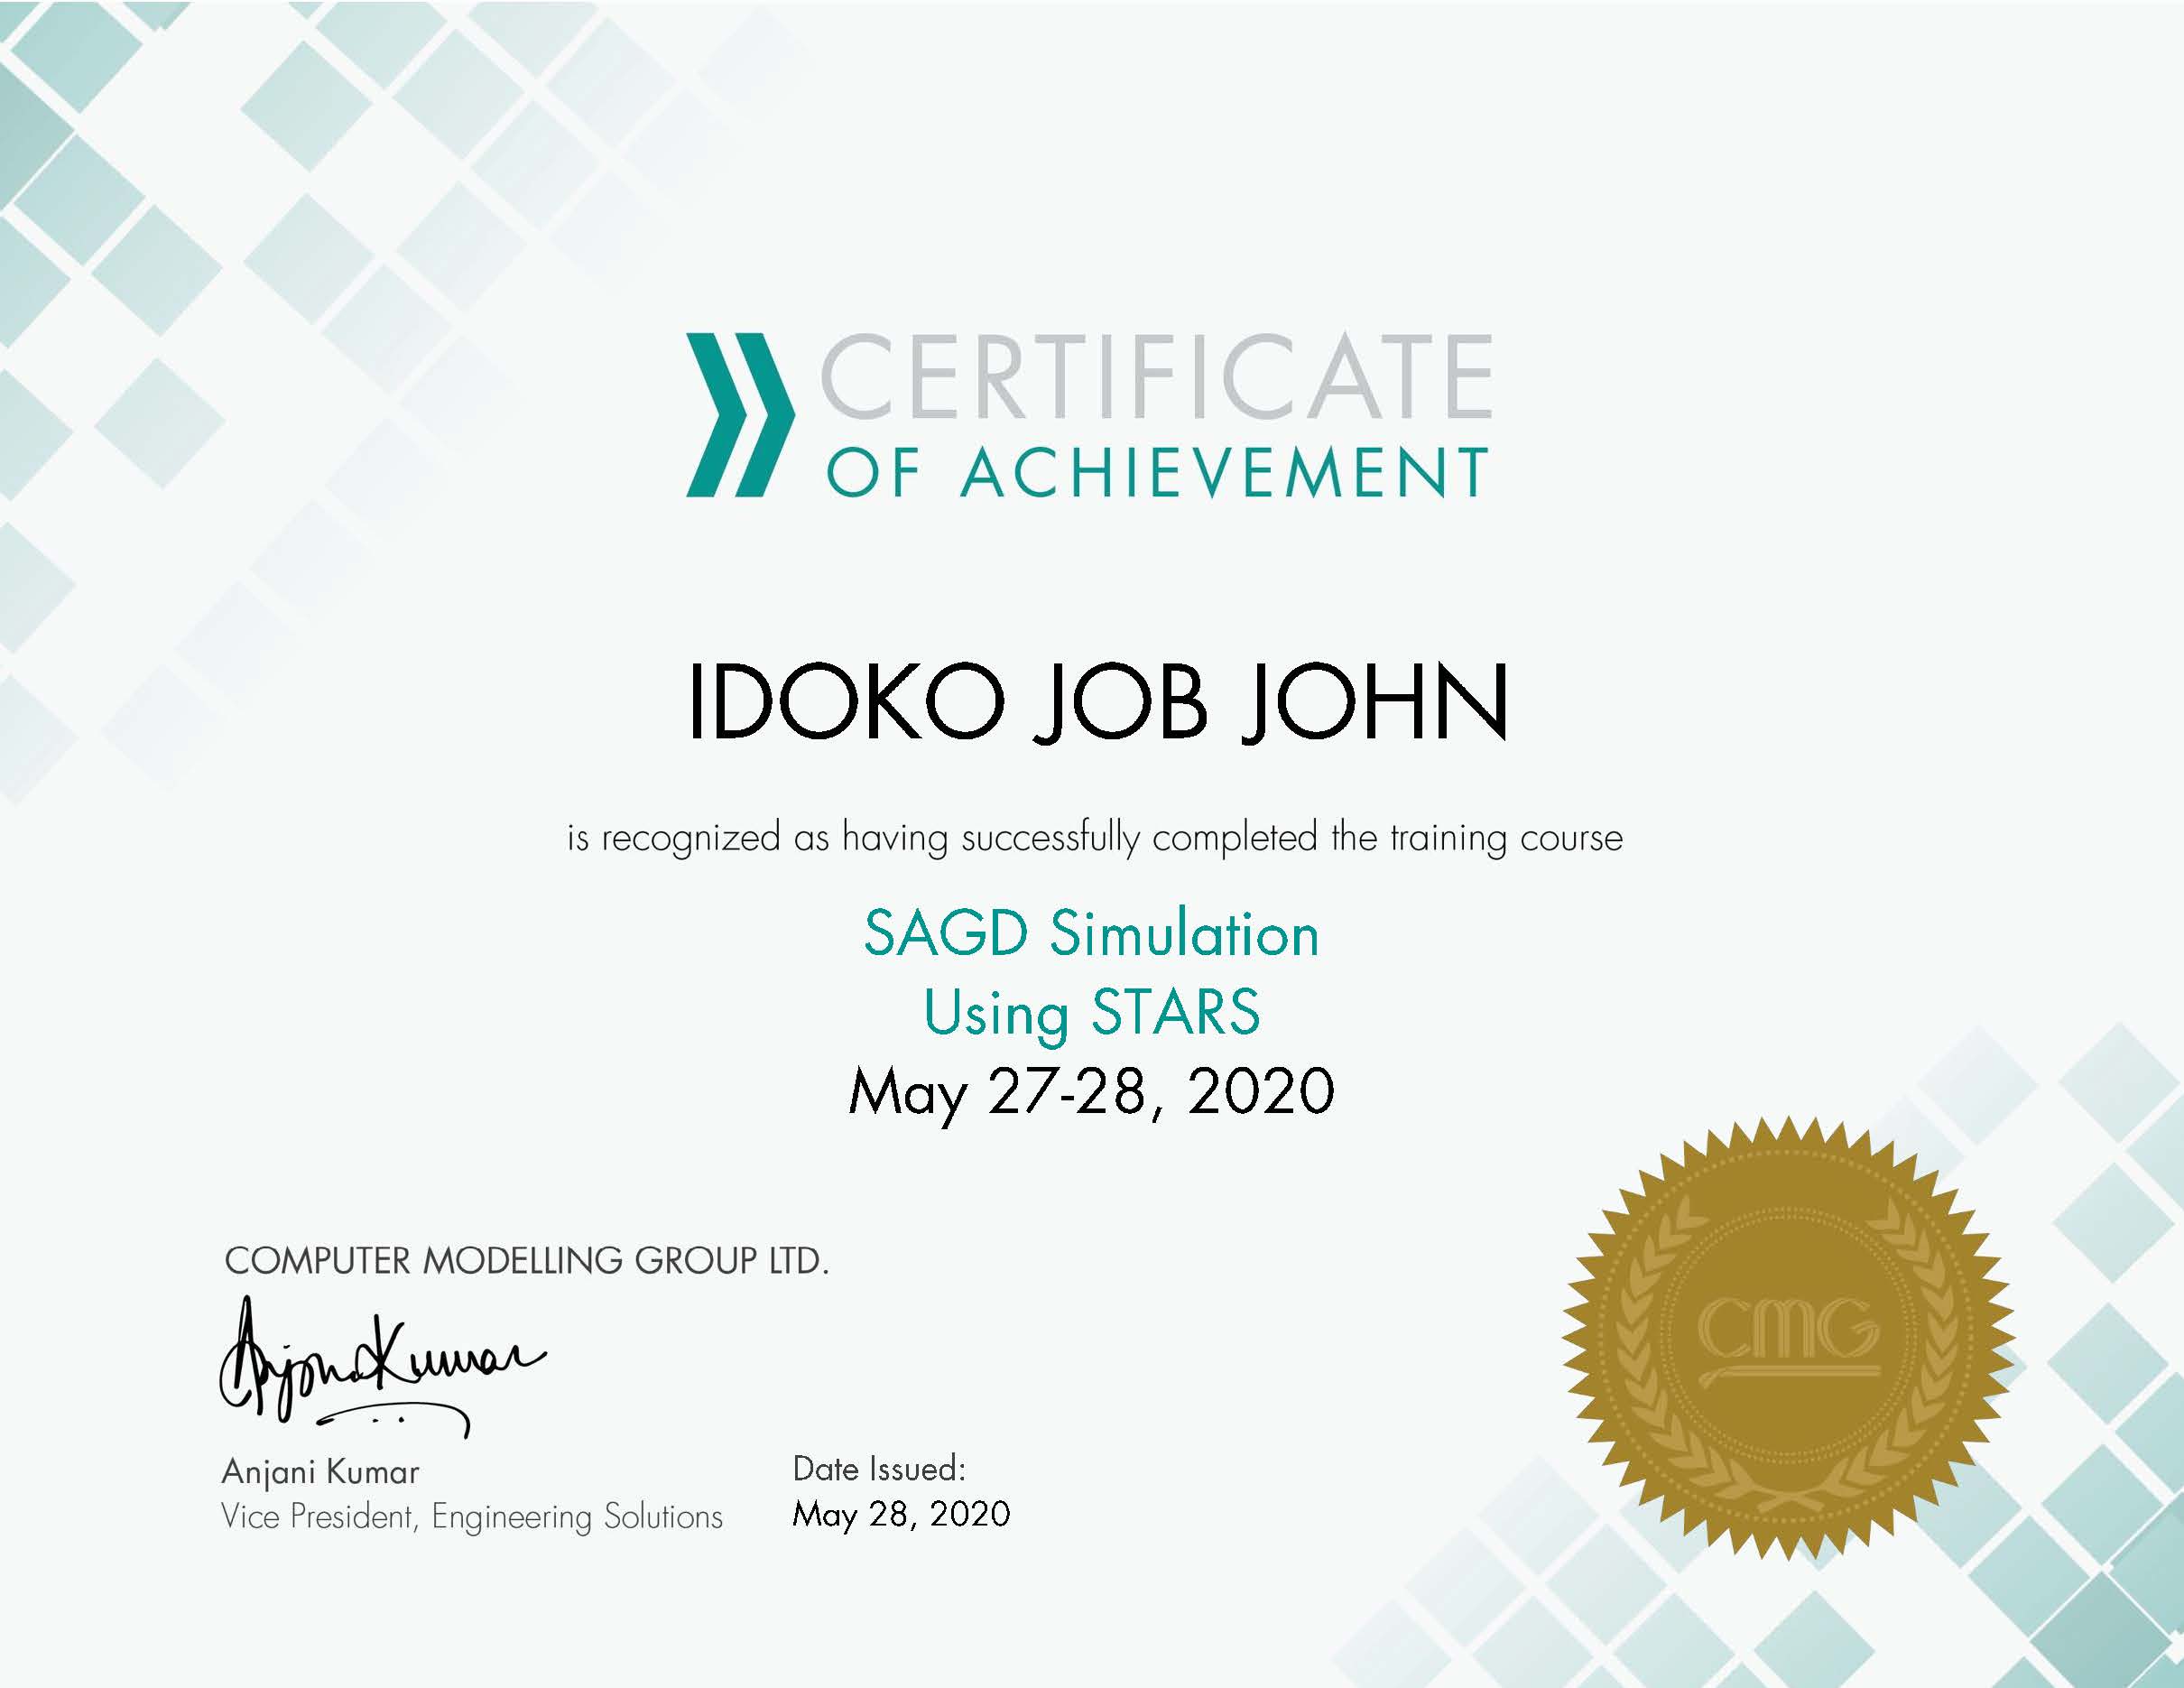 CERTIFICATE
OF ACHIEVEMENT
IDOKO JOB JOHN
is recognized as having successfully completed the training course
SAGD Simulation
Using STARS
May 27-28, 2020
COMPUTER MODELLING GROUP LTD.
Anjani Kumar
Anjani Kumar
Vice President, Engineering Solutions
Date Issued:
May 28, 2020
CMG